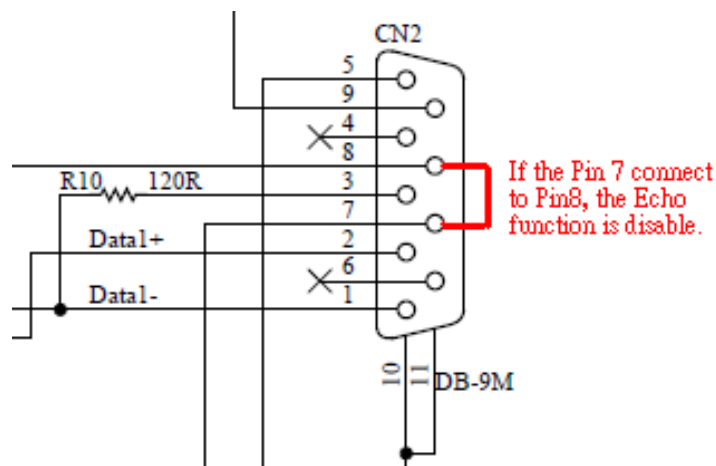 CN2
5
9
4
8
R10 120R 3
7
Data1+ 2
6
Data1- 1
If the Pin 7 connect
to Pin8, the Echo
function is disable.
10
11
DB-9M